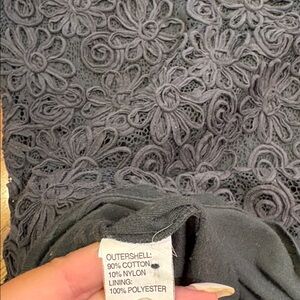 OUTERSHELL:
90% COTTON
10% NYLON
LINING:
100% POLYESTER